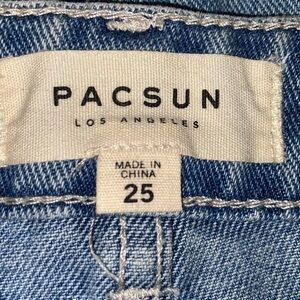 PACSUN
LOS ANGELES
MADE IN
CHINA
25